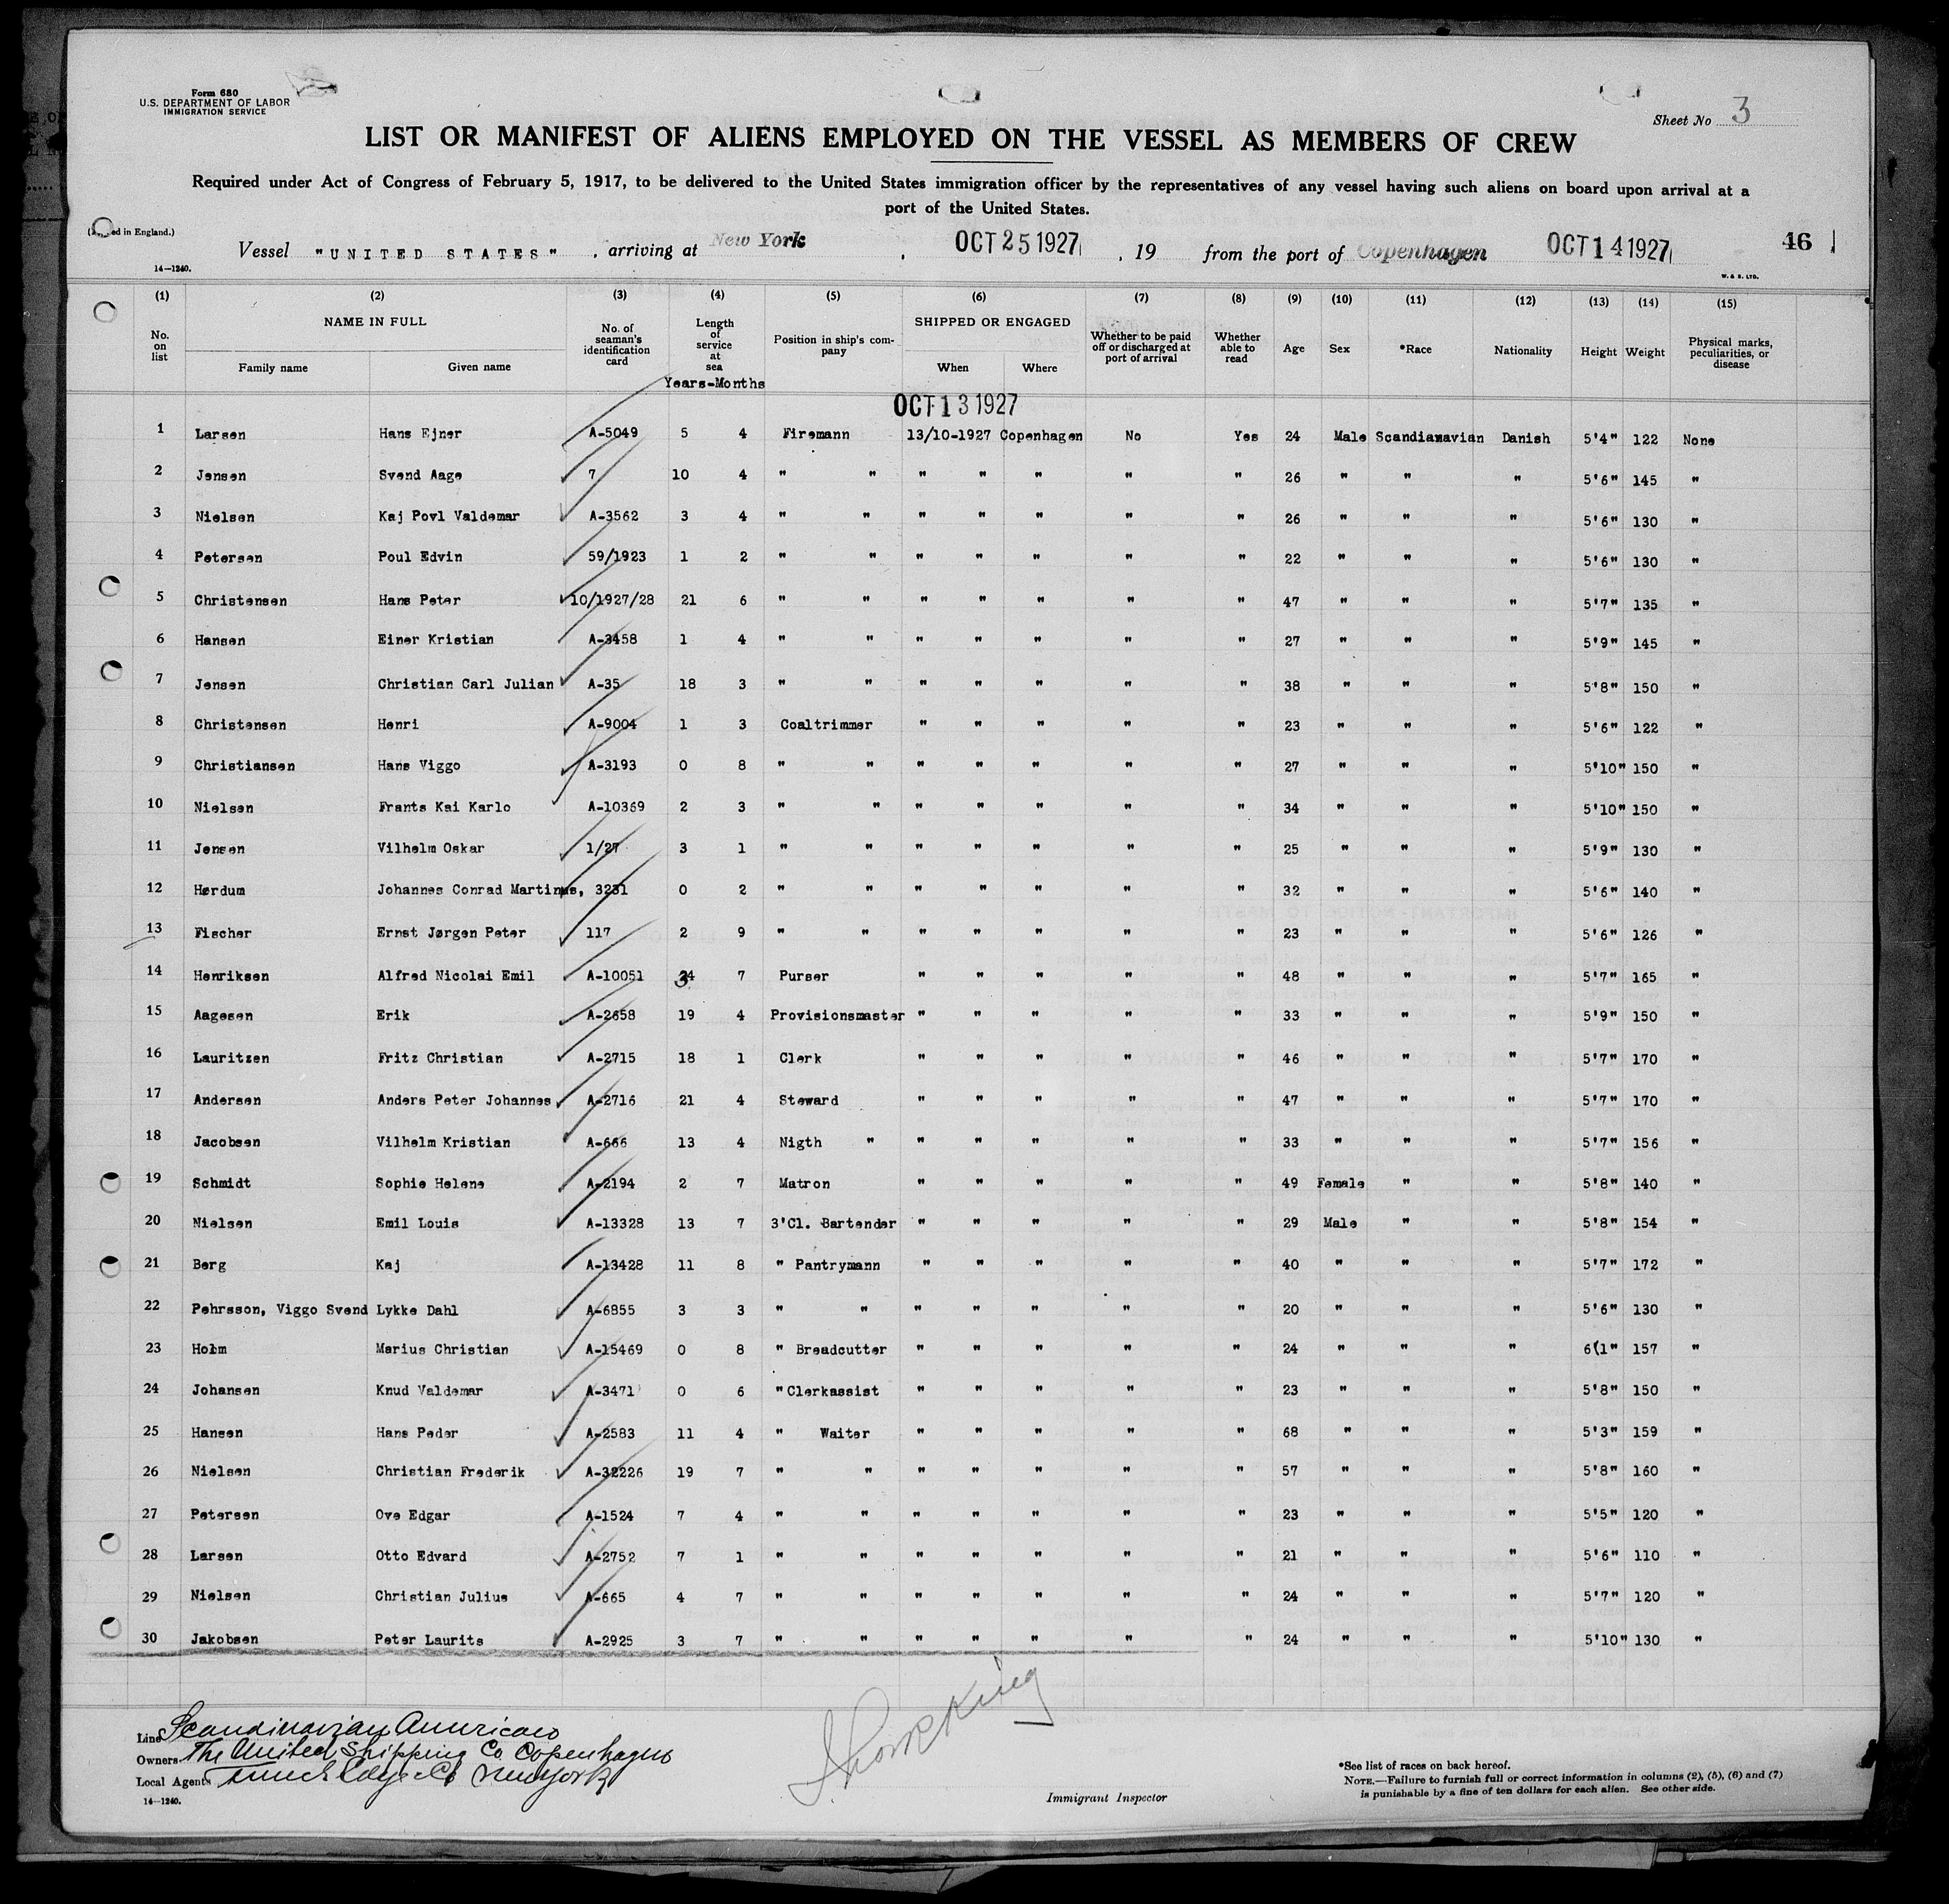 Form 680
U.S. DEPARTMENT OF LABOR
IMMIGRATION SERVICE
Sheet No 3
LIST OR MANIFEST OF ALIENS EMPLOYED ON THE VESSEL AS MEMBERS OF CREW
Required under Act of Congress of February 5, 1917, to be delivered to the United States immigration officer by the representatives of any vessel having such aliens on board upon arrival at a
port of the United States.
ed in England.)
Vessel "UNITED STATES" , arriving at New York , OCT 25 1927 , 19 from the port of Copenhagen OCT 14 1927 46
14—1240.
W. & S. LTD.
(1) (2) (3) (4) (5) (6) (7) (8) (9) (10) (11) (12) (13) (14) (15)
No. on list NAME IN FULL Family name Given name No. of seaman's identification card Length of service at sea Position in ship's company SHIPPED OR ENGAGED When Where Whether to be paid off or discharged at port of arrival Whether able to read Age Sex *Race Nationality Height Weight Physical marks, peculiarities, or disease
Years-Months
OCT 13 1927
1 Larsen Hans Ejner A-5049 5 4 Firemann 13/10-1927 Copenhagen No Yes 24 Male Scandianavian Danish 5'4" 122 None
2 Jensen Svend Aage 7 10 4 " " " " " " " 26 " " " 5'6" 145 "
3 Nielsen Kaj Povl Valdemar A-3562 3 4 " " " " " " " 26 " " " 5'6" 130 "
4 Petersen Poul Edvin 59/1923 1 2 " " " " " " " 22 " " " 5'6" 130 "
5 Christensen Hans Peter 10/1927/28 21 6 " " " " " " " 47 " " " 5'7" 135 "
6 Hansen Einer Kristian A-3458 1 4 " " " " " " " 27 " " " 5'9" 145 "
7 Jensen Christian Carl Julian A-35 18 3 " " " " " " " 38 " " " 5'8" 150 "
8 Christensen Henri A-9004 1 3 Coaltrimmer " " " " " 23 " " " 5'6" 122 "
9 Christiansen Hans Viggo A-3193 0 8 " " " " " " " 27 " " " 5'10" 150 "
10 Nielsen Frants Kai Karlo A-10369 2 3 " " " " " " " 34 " " " 5'10" 150 "
11 Jensen Vilhelm Oskar 1/27 3 1 " " " " " " " 25 " " " 5'9" 130 "
12 Hørdum Johannes Conrad Martinus, 3231 0 2 " " " " " " " 32 " " " 5'6" 140 "
13 Fischer Ernst Jørgen Peter 117 2 9 " " " " " " " 23 " " " 5'6" 126 "
14 Henriksen Alfred Nicolai Emil A-10051 34 7 Purser " " " " " 48 " " " 5'7" 165 "
15 Aagesen Erik A-2658 19 4 Provisionsmaster " " " " " 33 " " " 5'9" 150 "
16 Lauritzen Fritz Christian A-2715 18 1 Clerk " " " " " 46 " " " 5'7" 170 "
17 Andersen Anders Peter Johannes A-2716 21 4 Steward " " " " " 47 " " " 5'7" 170 "
18 Jacobsen Vilhelm Kristian A-666 13 4 Nigth " " " " " " 33 " " " 5'7" 156 "
19 Schmidt Sophie Helene A-2194 2 7 Matron " " " " " 49 Female " " 5'8" 140 "
20 Nielsen Emil Louis A-13328 13 7 3'Cl. Bartender " " " " " 29 Male " " 5'8" 154 "
21 Berg Kaj A-13428 11 8 " Pantrymann " " " " " 40 " " " 5'7" 172 "
22 Pehrsson, Viggo Svend Lykke Dahl A-6855 3 3 " " " " " " " 20 " " " 5'6" 130 "
23 Holm Marius Christian A-15469 0 8 " Breadcutter " " " " " 24 " " " 6(1" 157 "
24 Johansen Knud Valdemar A-3471 0 6 " Clerkassist " " " " " 23 " " " 5'8" 150 "
25 Hansen Hans Peder A-2583 11 4 " Waiter " " " " " 68 " " " 5'3" 159 "
26 Nielsen Christian Frederik A-32226 19 7 " " " " " " " 57 " " " 5'8" 160 "
27 Petersen Ove Edgar A-1524 7 4 " " " " " " " 23 " " " 5'5" 120 "
28 Larsen Otto Edvard A-2752 7 1 " " " " " " " 21 " " " 5'6" 110 "
29 Nielsen Christian Julius A-665 4 7 " " " " " " " 24 " " " 5'7" 120 "
30 Jakobsen Peter Laurits A-2925 3 7 " " " " " " " 24 " " " 5'10" 130 "
Line Scandinavian American
Owners The United Shipping Co Copenhagen
Local Agents New York
14—1240.
Immigrant Inspector
*See list of races on back hereof.
NOTE.—Failure to furnish full or correct information in columns (2), (5), (6) and (7)
is punishable by a fine of ten dollars for each alien. See other side.